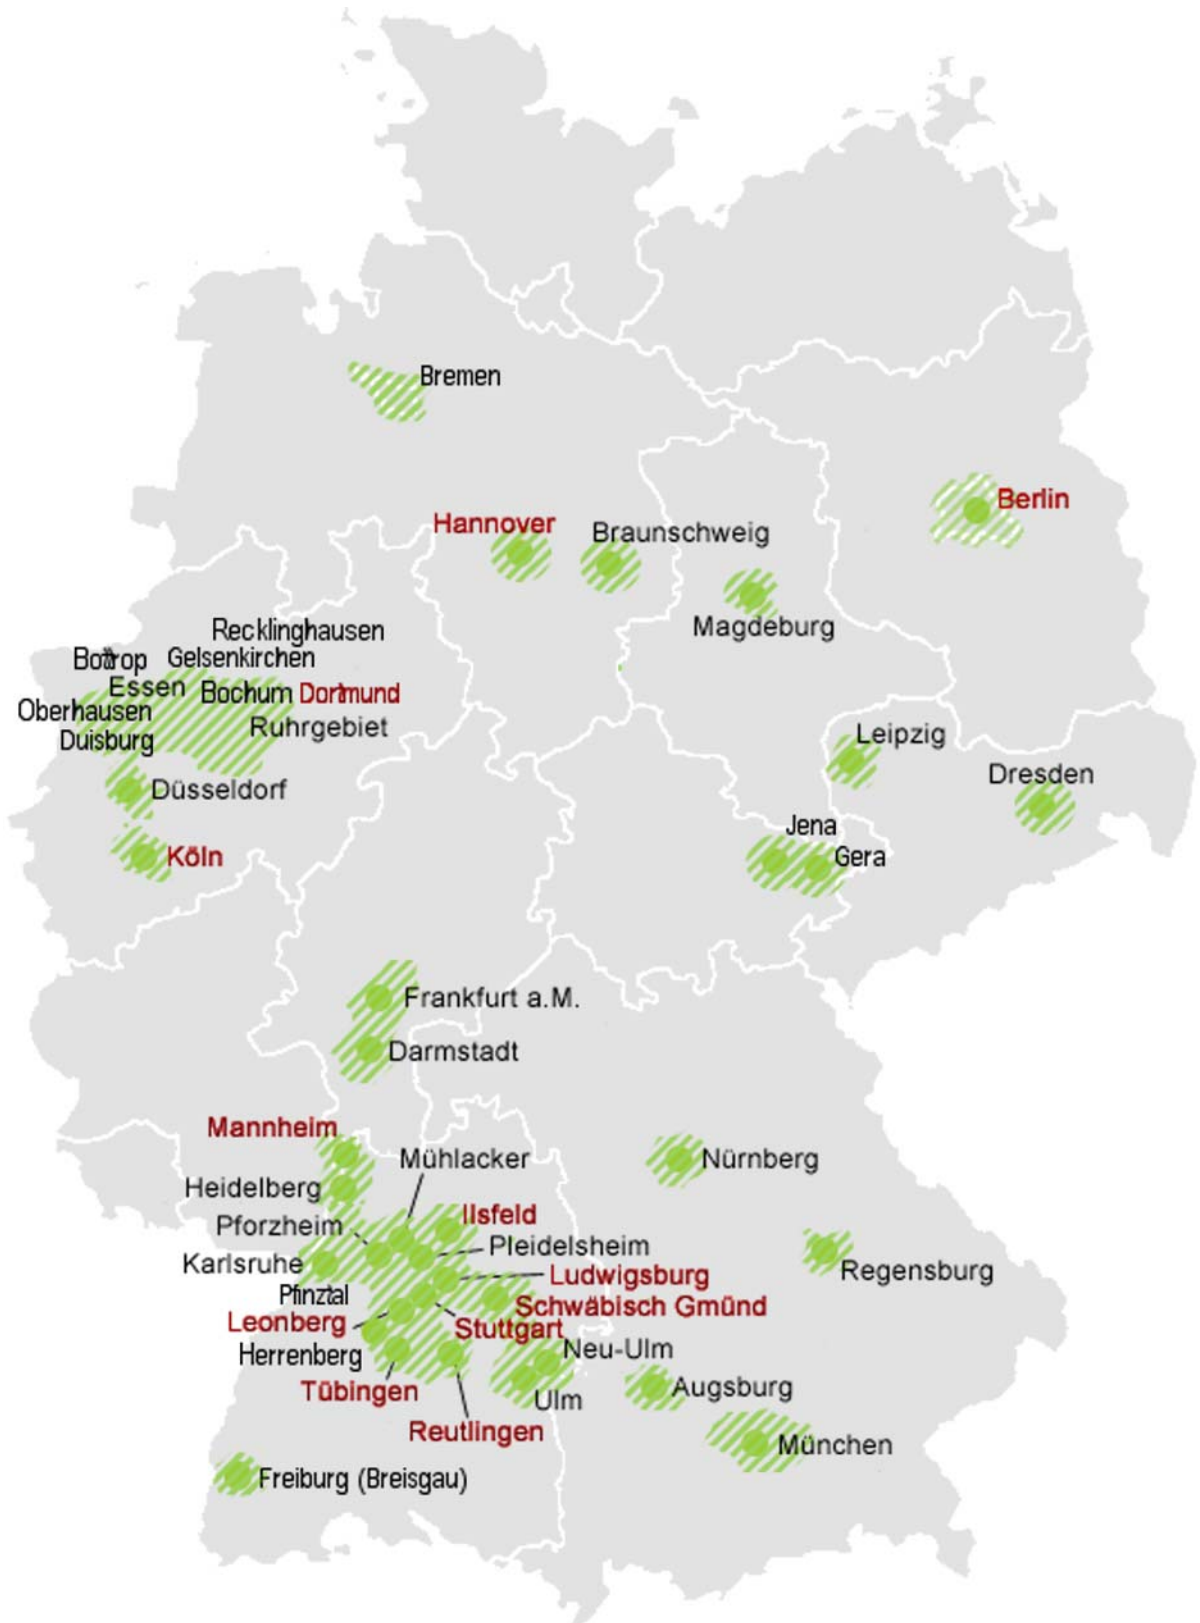 Bremen
Berlin
Hannover
Braunschweig
Magdeburg
Recklinghausen
Bottrop
Gelsenkirchen
Essen
Bochum
Dortmund
Oberhausen
Ruhrgebiet
Duisburg
Leipzig
Dresden
Düsseldorf
Jena
Köln
Gera
Frankfurt a.M.
Darmstadt
Mannheim
Mühlacker
Nürnberg
Heidelberg
Ilsfeld
Pforzheim
Pleidelsheim
Karlsruhe
Regensburg
Ludwigsburg
Pfinztal
Schwäbisch Gmünd
Leonberg
Stuttgart
Neu-Ulm
Herrenberg
Augsburg
Tübingen
Ulm
Reutlingen
München
Freiburg (Breisgau)